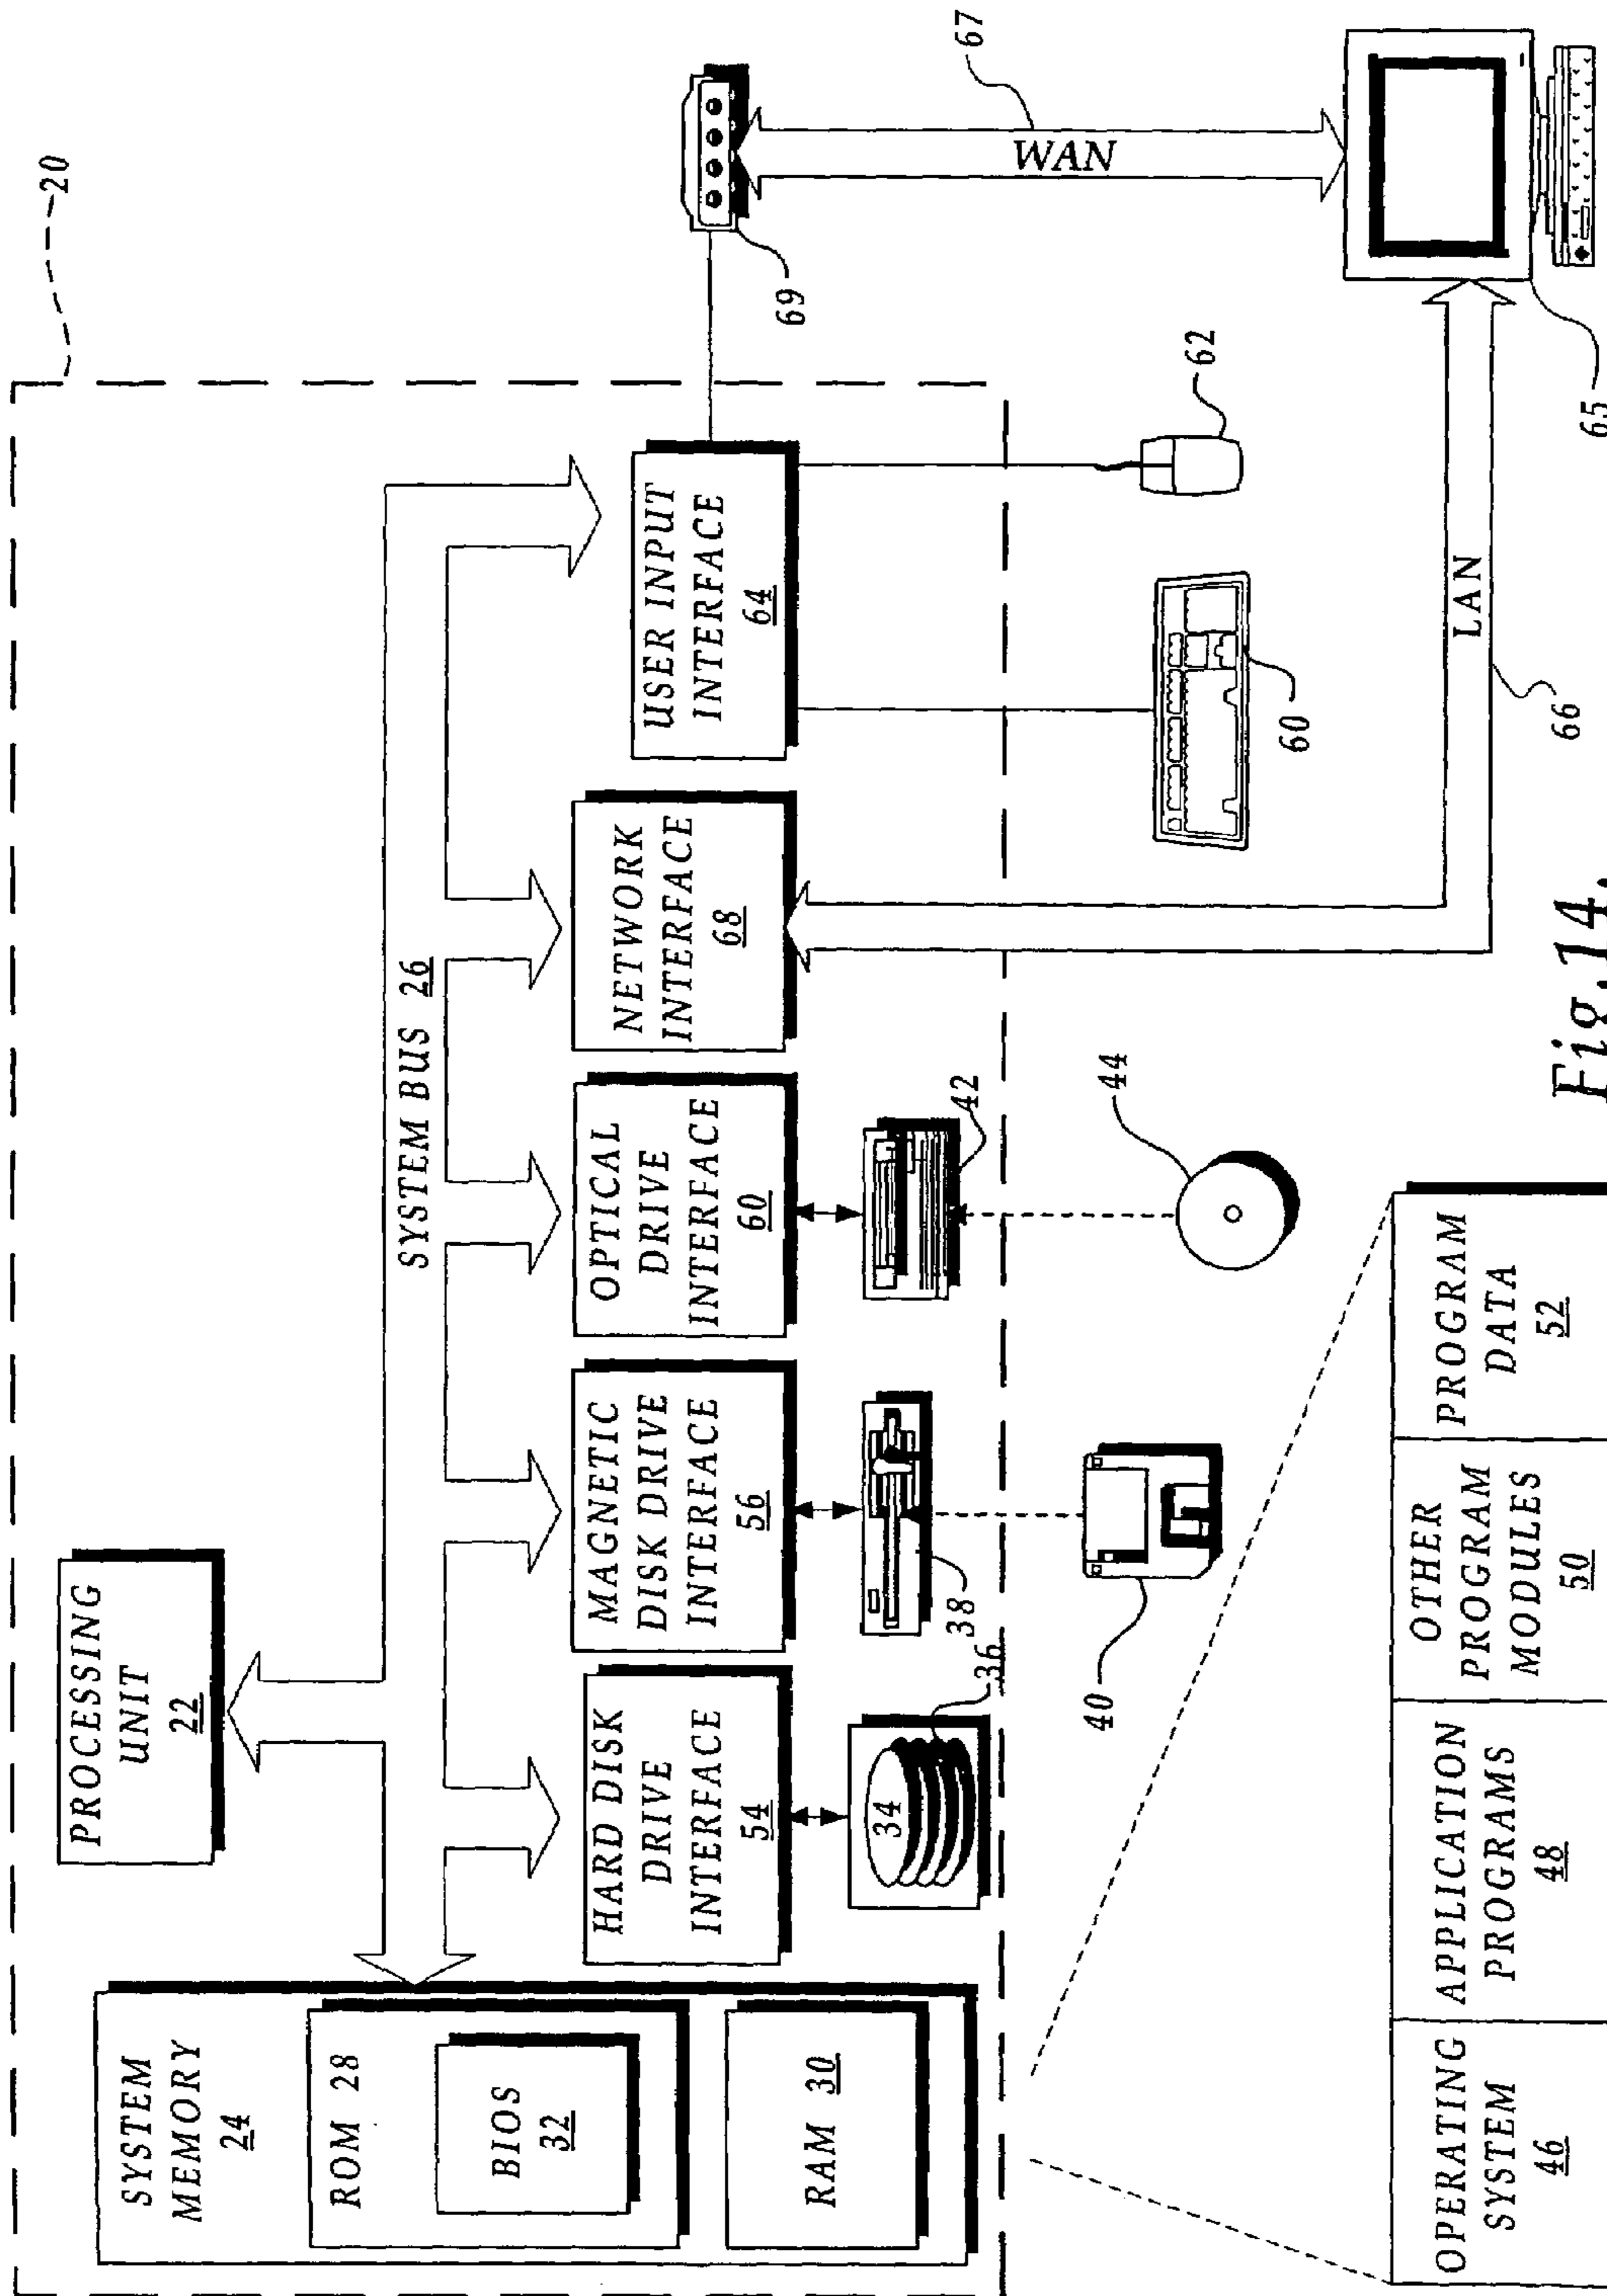 20
PROCESSING
UNIT
22
SYSTEM
MEMORY
24
ROM 28
BIOS
32
RAM 30
SYSTEM BUS 26
HARD DISK
DRIVE
INTERFACE
54
MAGNETIC
DISK DRIVE
INTERFACE
56
OPTICAL
DRIVE
INTERFACE
60
NETWORK
INTERFACE
68
USER INPUT
INTERFACE
64
34
36
38
42
40
44
60
62
69
WAN
67
LAN
66
65
OPERATING
SYSTEM
46
APPLICATION
PROGRAMS
48
OTHER
PROGRAM
MODULES
50
PROGRAM
DATA
52
Fig.14.